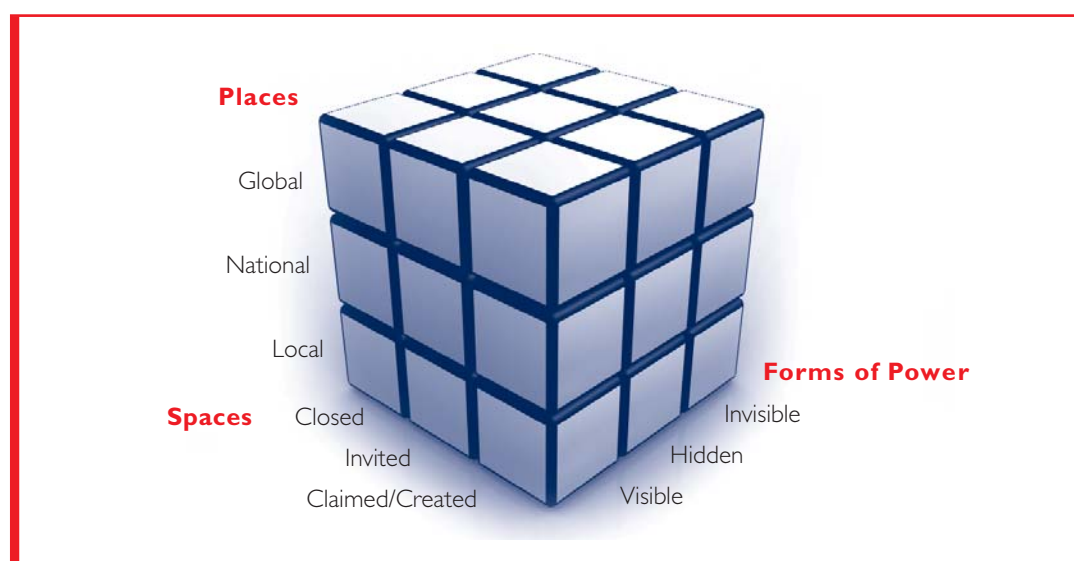 Places
Global
National
Local
Forms of Power
Spaces
Closed
Invisible
Invited
Hidden
Claimed/Created
Visible